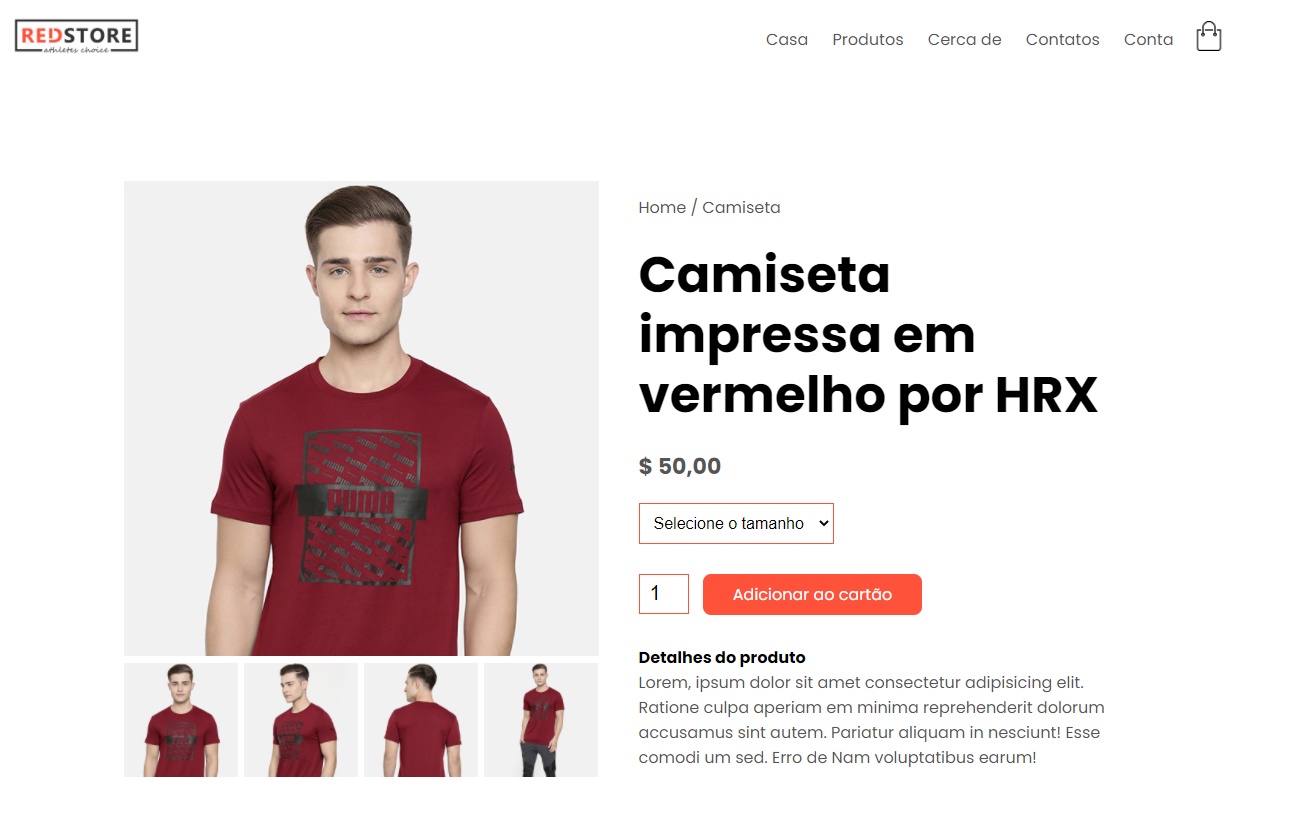 REDSTORE
athletes choice
Casa Produtos Cerca de Contatos Conta
Home / Camiseta
Camiseta
impressa em
vermelho por HRX
$ 50,00
Selecione o tamanho
1 Adicionar ao cartão
PUMA
Detalhes do produto
Lorem, ipsum dolor sit amet consectetur adipisicing elit.
Ratione culpa aperiam em minima reprehenderit dolorum
accusamus sint autem. Pariatur aliquam in nesciunt! Esse
comodi um sed. Erro de Nam voluptatibus earum!